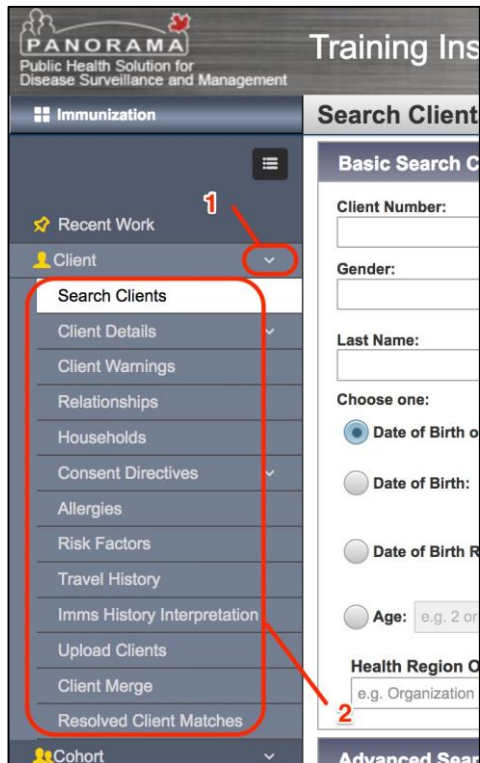 PANORAMA
Public Health Solution for
Disease Surveillance and Management
Training Ins
Immunization
Search Client
Basic Search C
1
Recent Work
Client
Search Clients
Client Details
Client Warnings
Relationships
Households
Consent Directives
Allergies
Risk Factors
Travel History
Imms History Interpretation
Upload Clients
Client Merge
Resolved Client Matches
Cohort
Client Number:
Gender:
Last Name:
Choose one:
Date of Birth o
Date of Birth:
Date of Birth R
Age: e.g. 2 or
Health Region O
e.g. Organization
2
Advanced Sear